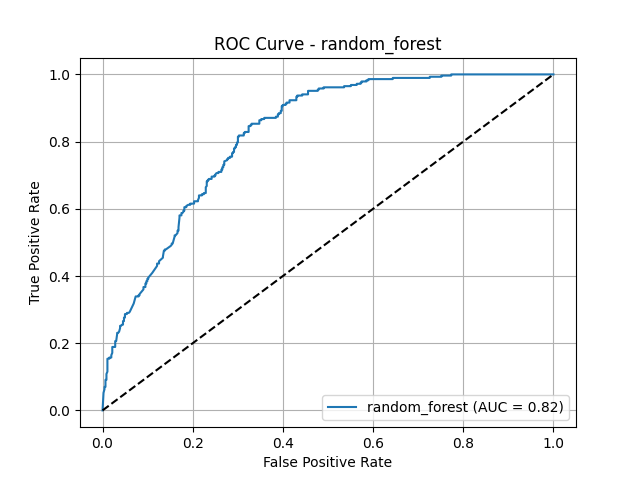 ROC Curve - random_forest
True Positive Rate
1.0
0.8
0.6
0.4
0.2
0.0
random_forest (AUC = 0.82)
0.0 0.2 0.4 0.6 0.8 1.0
False Positive Rate